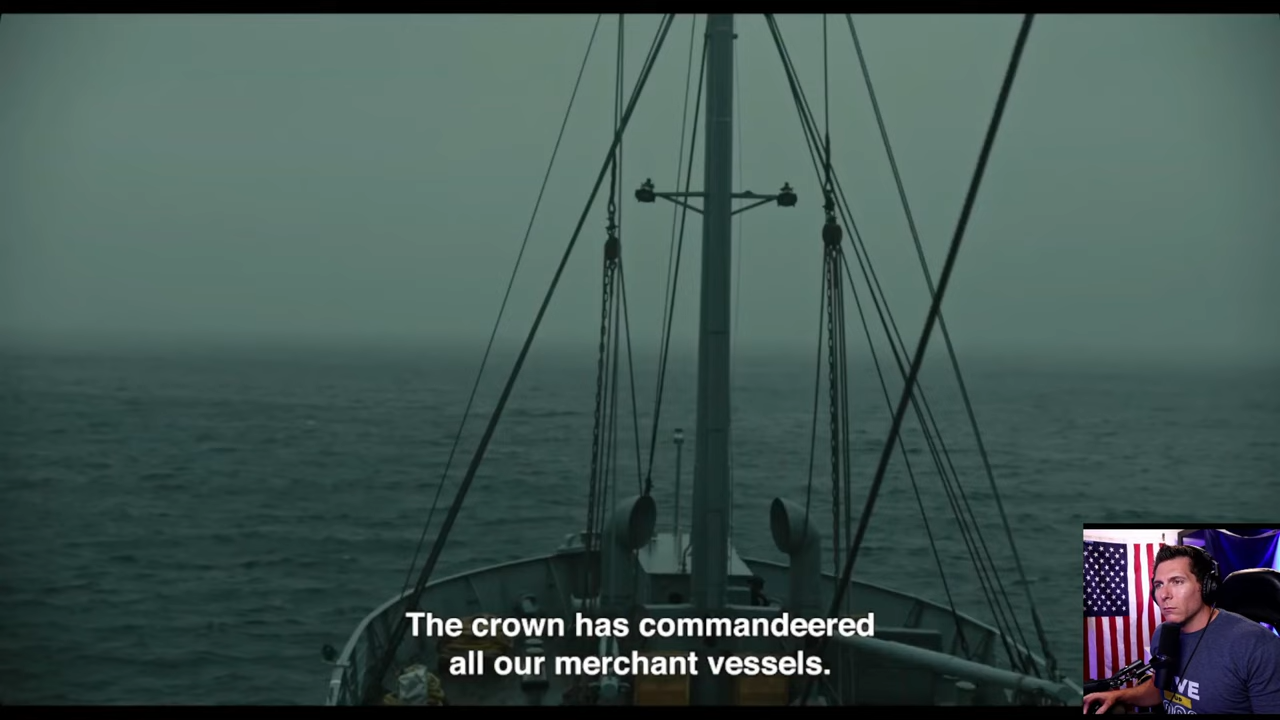 The crown has commandeered
all our merchant vessels.